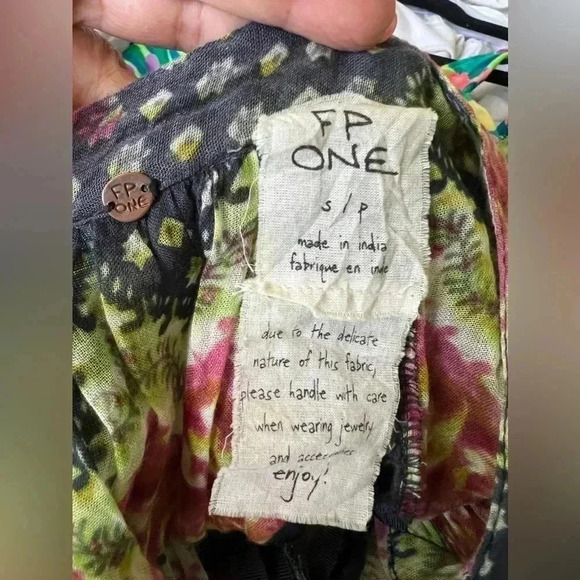 FP
ONE
FP
ONE
s / p
made in india
fabrique en inde
due to the delicate
nature of this fabric,
please handle with care
when wearing jewelry
and accessories
enjoy!